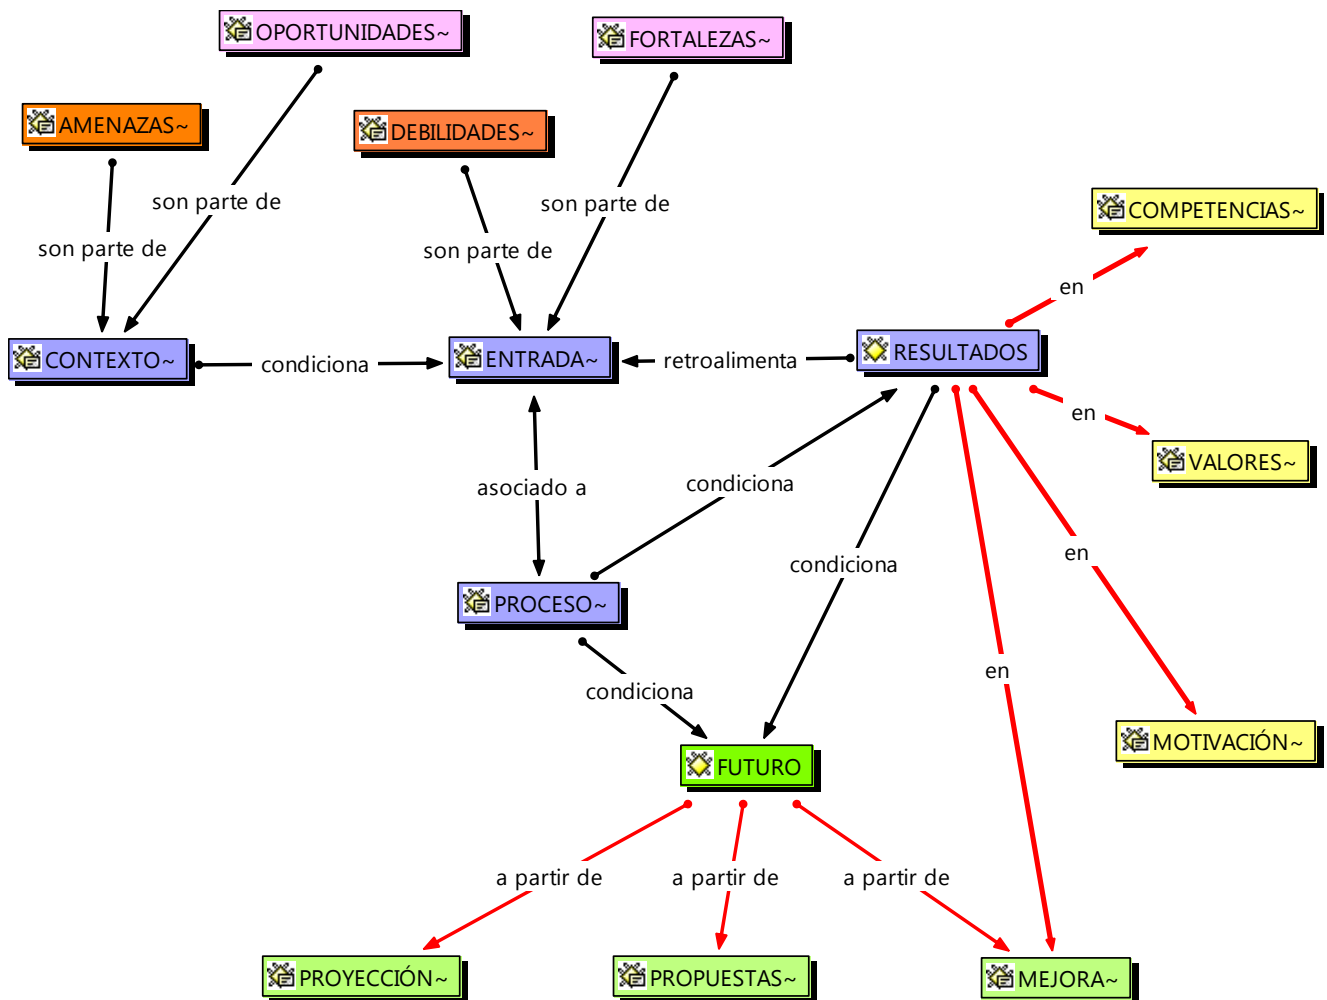 OPORTUNIDADES~
FORTALEZAS~
AMENAZAS~
DEBILIDADES~
son parte de
son parte de
COMPETENCIAS~
son parte de
son parte de
en
CONTEXTO~
condiciona
ENTRADA~
retroalimenta
RESULTADOS
en
VALORES~
asociado a
condiciona
en
condiciona
PROCESO~
en
condiciona
MOTIVACIÓN~
FUTURO
a partir de
a partir de
a partir de
PROYECCIÓN~
PROPUESTAS~
MEJORA~